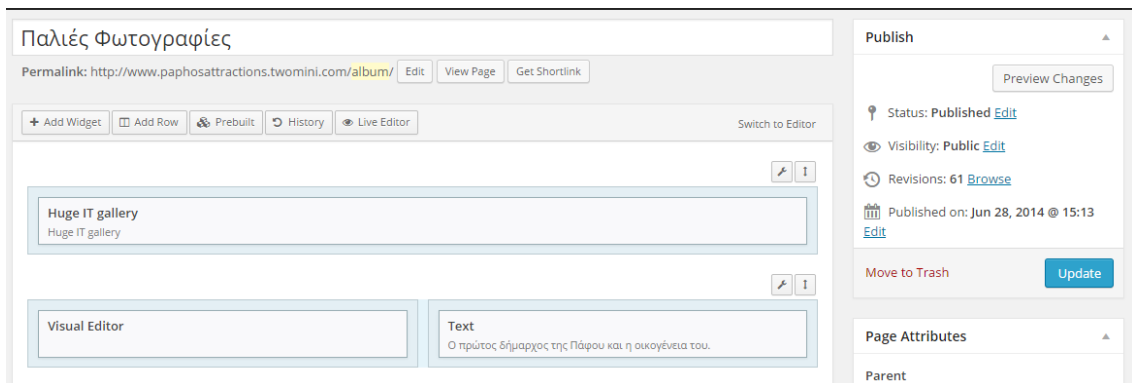 Παλιές Φωτογραφίες
Permalink: http://www.paphosattractions.twomini.com/album/ Edit View Page Get Shortlink
+ Add Widget Add Row Prebuilt History Live Editor Switch to Editor
Huge IT gallery
Huge IT gallery
Visual Editor
Text
Ο πρώτος δήμαρχος της Πάφου και η οικογένεια του.
Publish
Preview Changes
Status: Published Edit
Visibility: Public Edit
Revisions: 61 Browse
Published on: Jun 28, 2014 @ 15:13
Edit
Move to Trash Update
Page Attributes
Parent